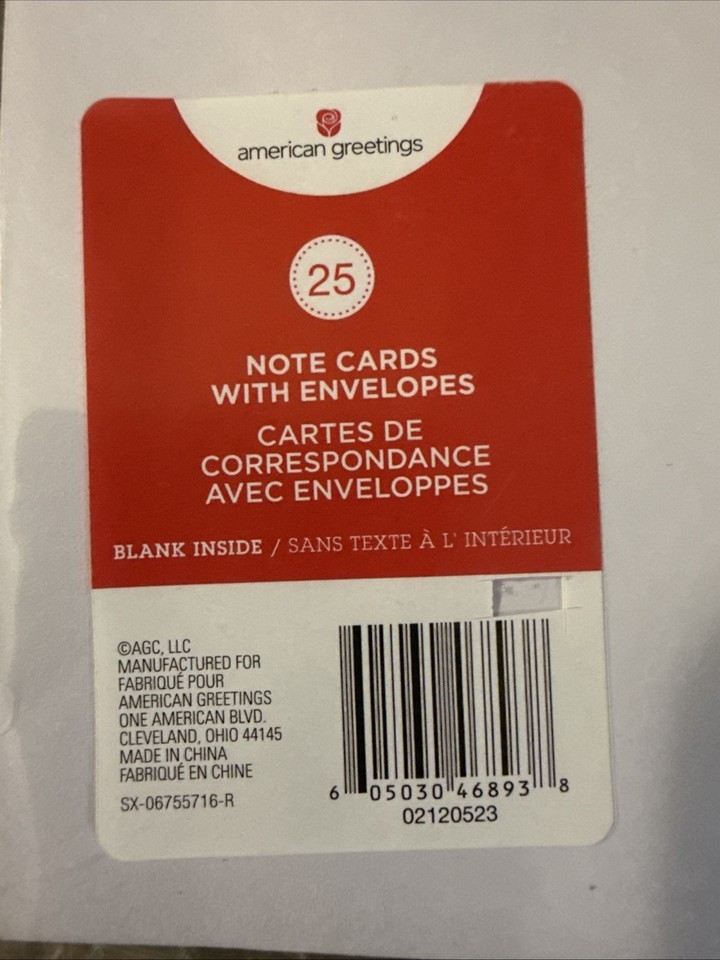 american greetings
25
NOTE CARDS
WITH ENVELOPES
CARTES DE
CORRESPONDANCE
AVEC ENVELOPPES
BLANK INSIDE / SANS TEXTE À L' INTÉRIEUR
©AGC, LLC
MANUFACTURED FOR
FABRIQUÉ POUR
AMERICAN GREETINGS
ONE AMERICAN BLVD.
CLEVELAND, OHIO 44145
MADE IN CHINA
FABRIQUÉ EN CHINE
SX-06755716-R
6 05030 46893 8
02120523